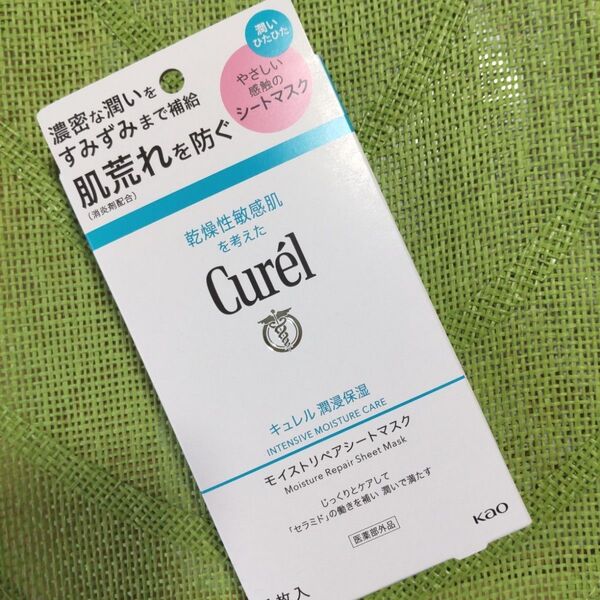 潤い
ひたひた
やさしい
感触の
シートマスク
濃密な潤いを
すみずみまで補給
肌荒れを防ぐ
(消炎剤配合)
乾燥性敏感肌
を考えた
Curél
キュレル 潤浸保湿
INTENSIVE MOISTURE CARE
モイストリペアシートマスク
Moisture Repair Sheet Mask
じっくりとケアして
「セラミド」の働きを補い 潤いで満たす
医薬部外品
Kao
枚入